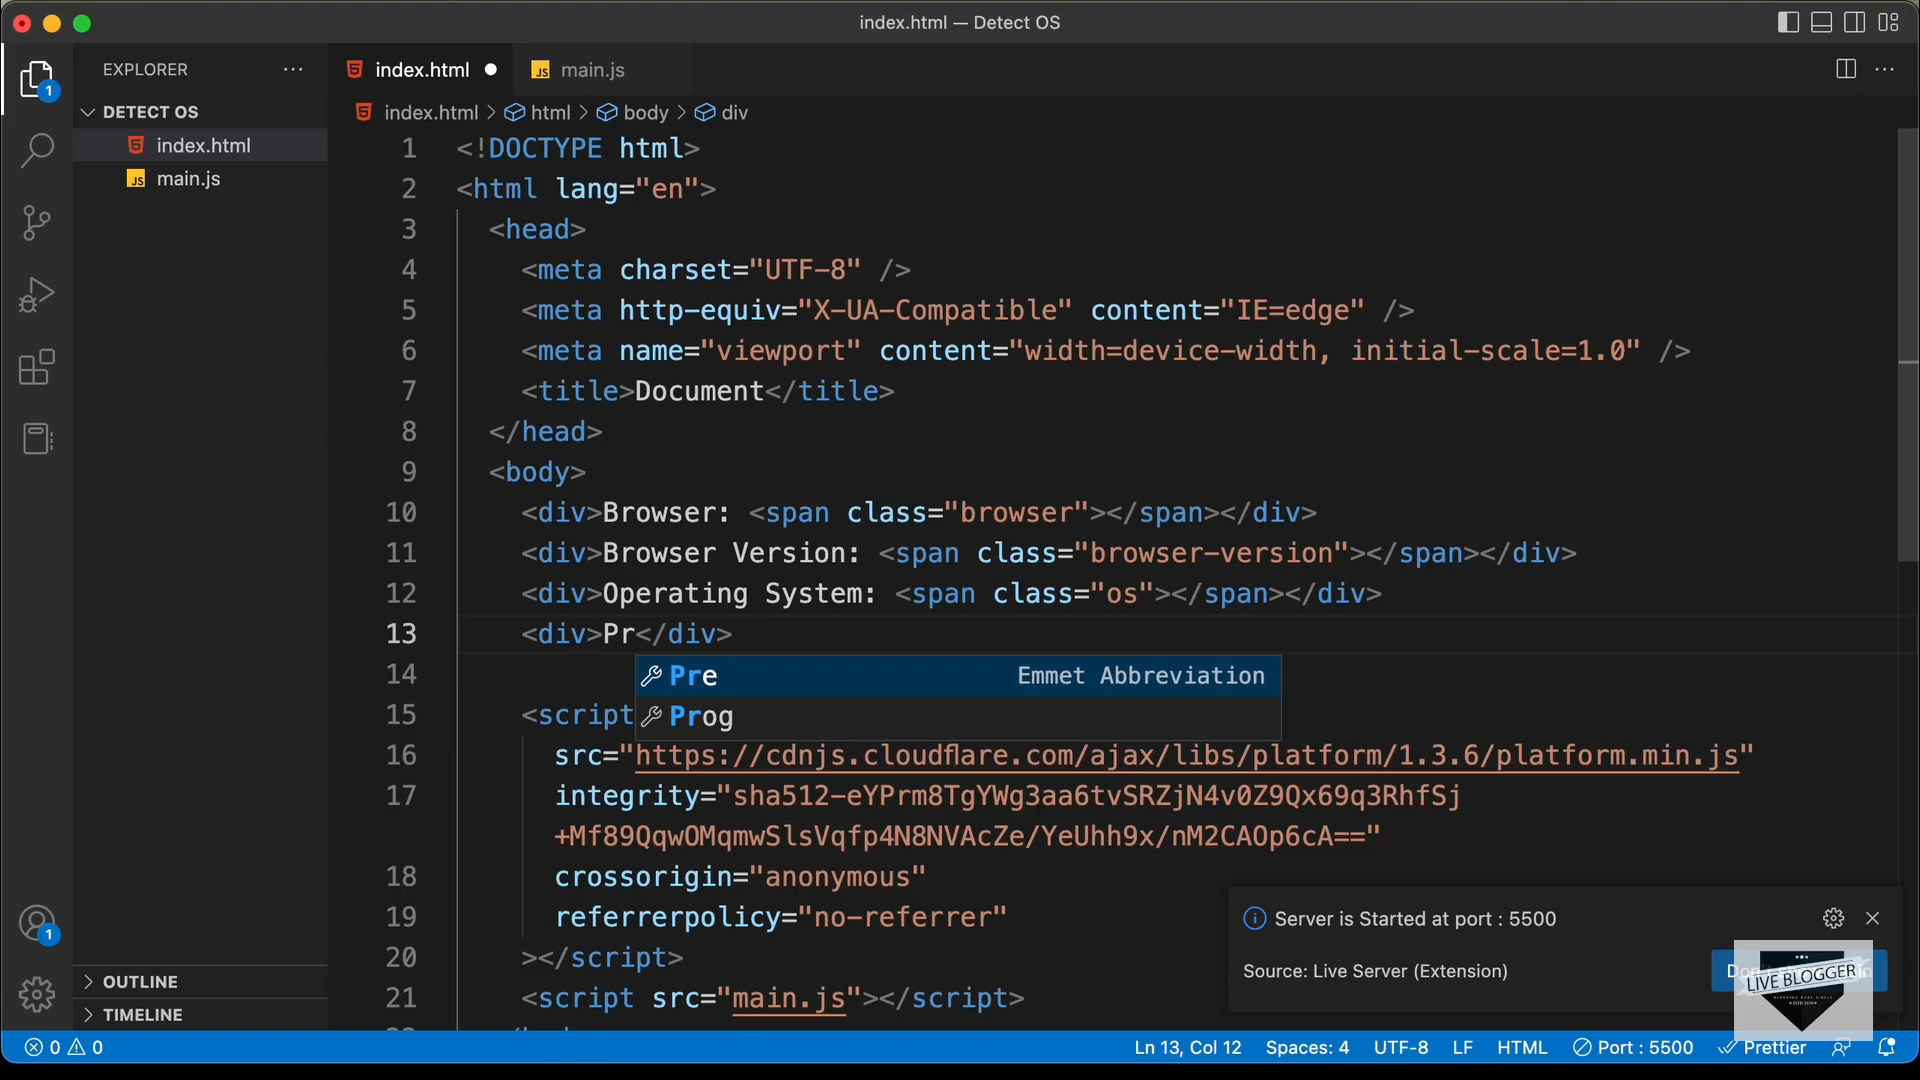 index.html — Detect OS
EXPLORER
index.html
JS main.js
1
DETECT OS
index.html > html > body > div
index.html
JS main.js
1 <!DOCTYPE html>
2 <html lang="en">
3 <head>
4 <meta charset="UTF-8" />
5 <meta http-equiv="X-UA-Compatible" content="IE=edge" />
6 <meta name="viewport" content="width=device-width, initial-scale=1.0" />
7 <title>Document</title>
8 </head>
9 <body>
10 <div>Browser: <span class="browser"></span></div>
11 <div>Browser Version: <span class="browser-version"></span></div>
12 <div>Operating System: <span class="os"></span></div>
13 <div>Pr</div>
14
Pre Emmet Abbreviation
Prog
15 <script
16 src="https://cdnjs.cloudflare.com/ajax/libs/platform/1.3.6/platform.min.js"
17 integrity="sha512-eYPrm8TgYWg3aa6tvSRZjN4v0Z9Qx69q3RhfSj
+Mf89QqwOMqmwSlsVqfp4N8NVAcZe/YeUhh9x/nM2CAOp6cA=="
18 crossorigin="anonymous"
19 referrerpolicy="no-referrer"
20 ></script>
21 <script src="main.js"></script>
Server is Started at port : 5500
Source: Live Server (Extension)
LIVE BLOGGER
1
OUTLINE
TIMELINE
0 0
Ln 13, Col 12 Spaces: 4 UTF-8 LF HTML Port : 5500 Prettier